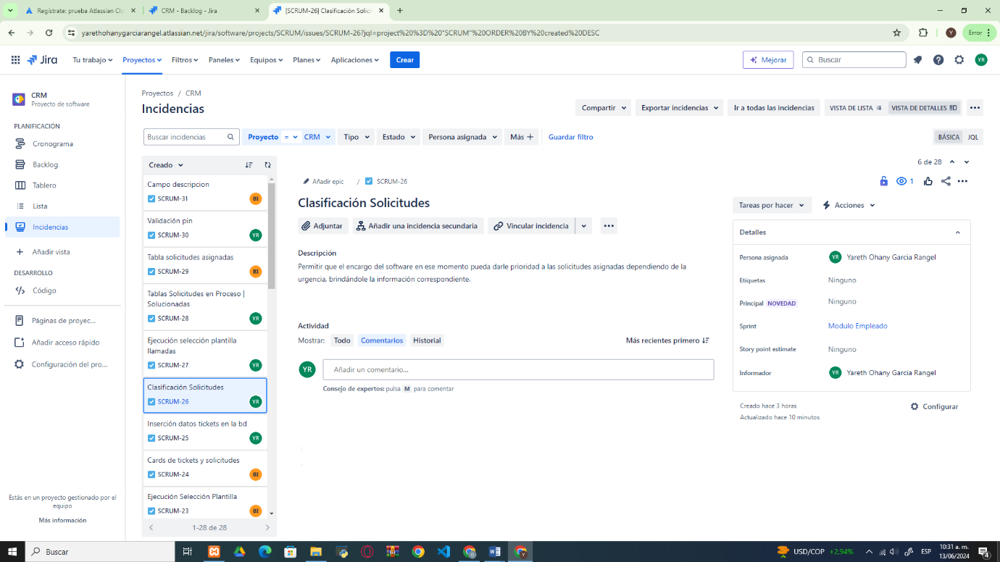 Regístrate: prueba Atlassian Clo
CRM - Backlog - Jira
[SCRUM-26] Clasificación Solicit
yarethohanygarciarangel.atlassian.net/jira/software/projects/SCRUM/issues/SCRUM-26?jql=project%20%3D%20"SCRUM"%20ORDER%20BY%20created%20DESC
Y
Error
Jira
Tu trabajo
Proyectos
Filtros
Paneles
Equipos
Planes
Aplicaciones
Crear
Mejorar
Buscar
YR
CRM
Proyecto de software
PLANIFICACIÓN
Cronograma
Backlog
Tablero
Lista
Incidencias
Añadir vista
DESARROLLO
Código
Páginas de proyec...
Añadir acceso rápido
Configuración del pro...
Estás en un proyecto gestionado por el
equipo
Más información
Proyectos / CRM
Incidencias
Compartir
Exportar incidencias
Ir a todas las incidencias
VISTA DE LISTA
VISTA DE DETALLES
Buscar incidencias
Proyecto = CRM
Tipo
Estado
Persona asignada
Más +
Guardar filtro
BÁSICA
JQL
Creado
Campo descripcion
SCRUM-31 BI
Validación pin
SCRUM-30 YR
Tabla solicitudes asignadas
SCRUM-29 BI
Tablas Solicitudes en Proceso |
Solucionadas
SCRUM-28 YR
Ejecución selección plantilla
llamadas
SCRUM-27 YR
Clasificación Solicitudes
SCRUM-26 YR
Inserción datos tickets en la bd
SCRUM-25 YR
Cards de tickets y solicitudes
SCRUM-24 BI
Ejecución Selección Plantilla
SCRUM-23 BI
1-28 de 28
6 de 28
Añadir epic / SCRUM-26
1
Clasificación Solicitudes
Adjuntar
Añadir una incidencia secundaria
Vincular incidencia
Descripción
Permitir que el encargo del software en ese momento pueda darle prioridad a las solicitudes asignadas dependiendo de la
urgencia, brindándole la información correspondiente.
Actividad
Mostrar: Todo Comentarios Historial
Más recientes primero
YR
Añadir un comentario...
Consejo de expertos: pulsa M para comentar
Tareas por hacer
Acciones
Detalles
Persona asignada YR Yareth Ohany Garcia Rangel
Etiquetas Ninguno
Principal NOVEDAD Ninguno
Sprint Modulo Empleado
Story point estimate Ninguno
Informador YR Yareth Ohany Garcia Rangel
Creado hace 3 horas
Actualizado hace 10 minutos
Configurar
Buscar
USD/COP +2,94%
ESP
10:31 a. m.
13/06/2024
4